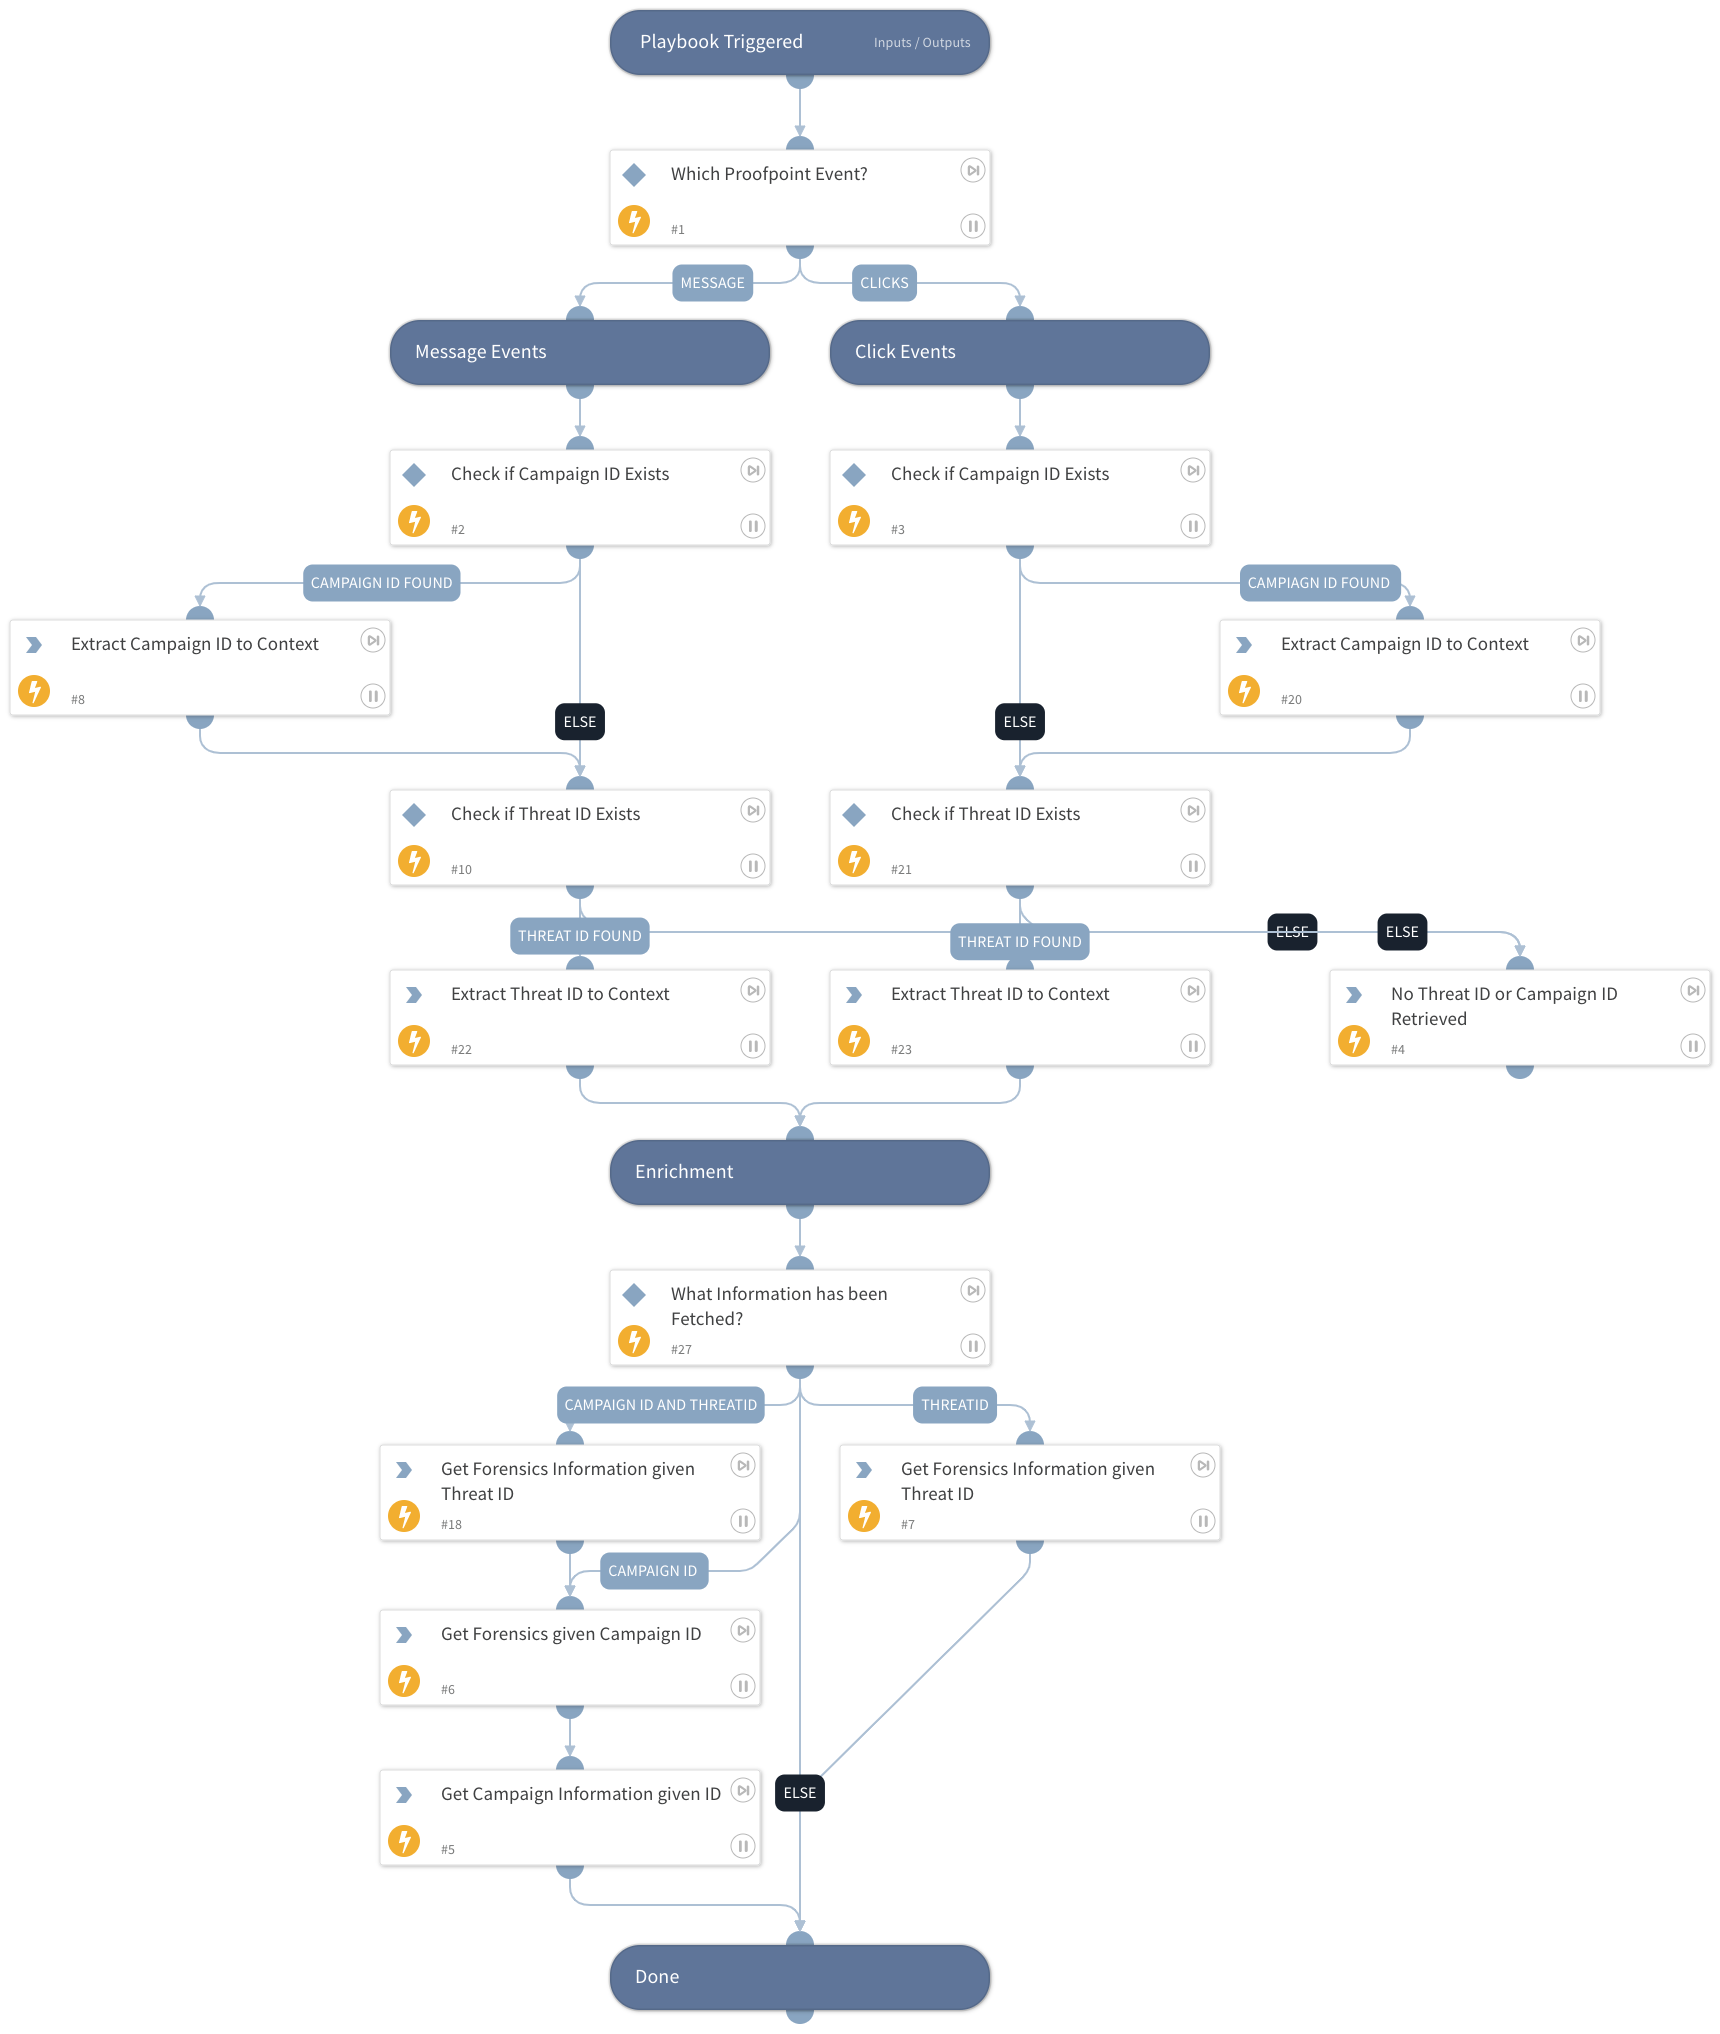 Playbook Triggered
Inputs / Outputs
Which Proofpoint Event?
#1
MESSAGE
CLICKS
Message Events
Click Events
Check if Campaign ID Exists
#2
Check if Campaign ID Exists
#3
CAMPAIGN ID FOUND
CAMPIAGN ID FOUND
Extract Campaign ID to Context
#8
Extract Campaign ID to Context
#20
ELSE
ELSE
Check if Threat ID Exists
#10
Check if Threat ID Exists
#21
THREAT ID FOUND
THREAT ID FOUND
ELSE
ELSE
Extract Threat ID to Context
#22
Extract Threat ID to Context
#23
No Threat ID or Campaign ID
Retrieved
#4
Enrichment
What Information has been
Fetched?
#27
CAMPAIGN ID AND THREATID
THREATID
Get Forensics Information given
Threat ID
#18
Get Forensics Information given
Threat ID
#7
CAMPAIGN ID
Get Forensics given Campaign ID
#6
Get Campaign Information given ID
#5
ELSE
Done